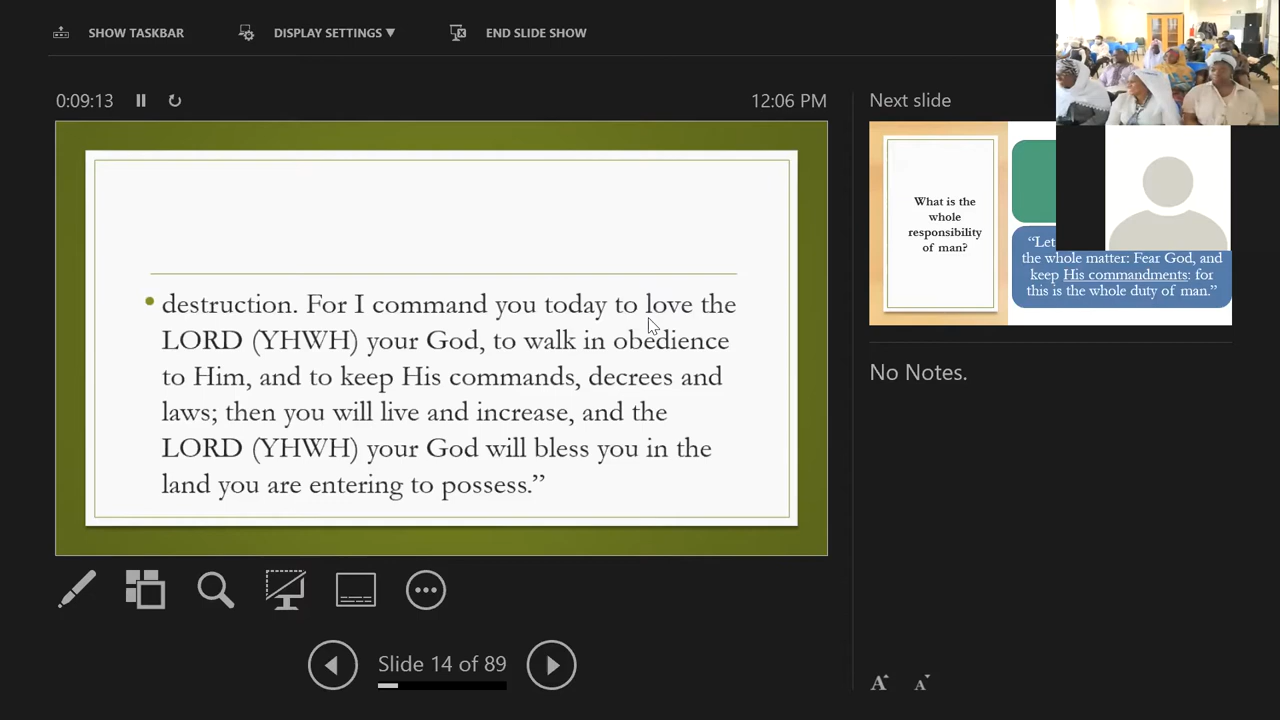 SHOW TASKBAR
DISPLAY SETTINGS ▼
END SLIDE SHOW
0:09:13
12:06 PM
• destruction. For I command you today to love the
LORD (YHWH) your God, to walk in obedience
to Him, and to keep His commands, decrees and
laws; then you will live and increase, and the
LORD (YHWH) your God will bless you in the
land you are entering to possess.”
Slide 14 of 89
Next slide
What is the
whole
responsibility
of man?
“Let
the whole matter: Fear God, and
keep His commandments: for
this is the whole duty of man.”
No Notes.
A A